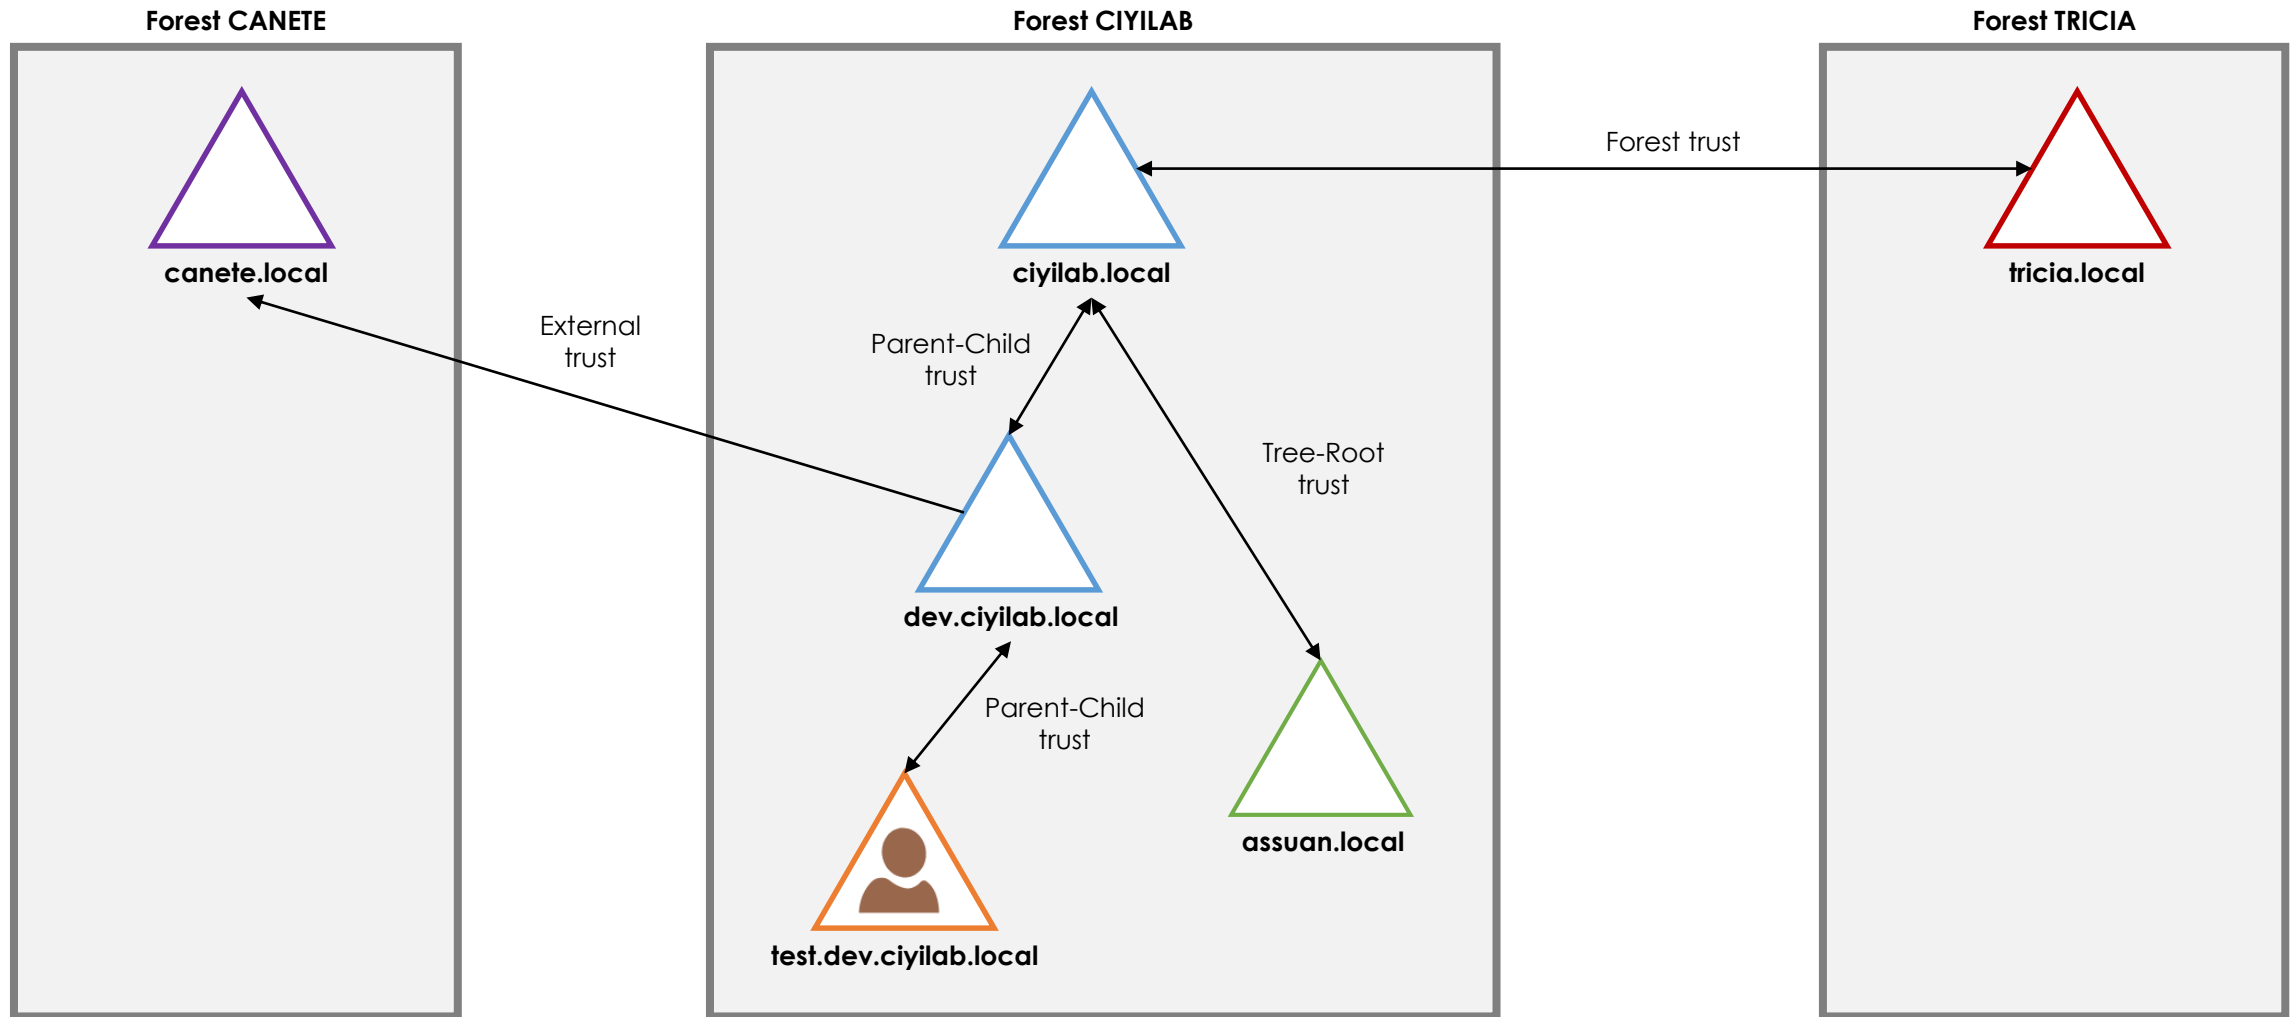 Forest CANETE
Forest CIYILAB
Forest TRICIA
Forest trust
canete.local
ciyilab.local
tricia.local
External
trust
Parent-Child
trust
Tree-Root
trust
dev.ciyilab.local
Parent-Child
trust
assuan.local
test.dev.ciyilab.local